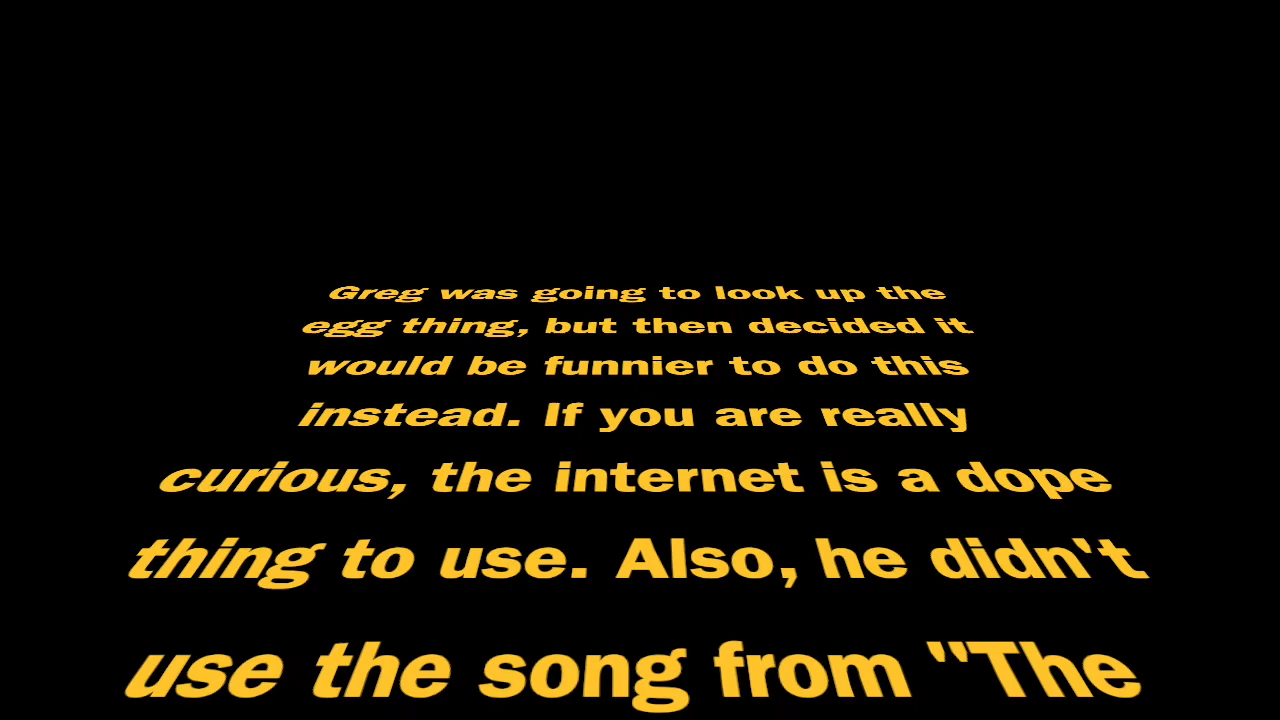 Greg was going to look up the
egg thing, but then decided it
would be funnier to do this
instead. If you are really
curious, the internet is a dope
thing to use. Also, he didn't
use the song from "The